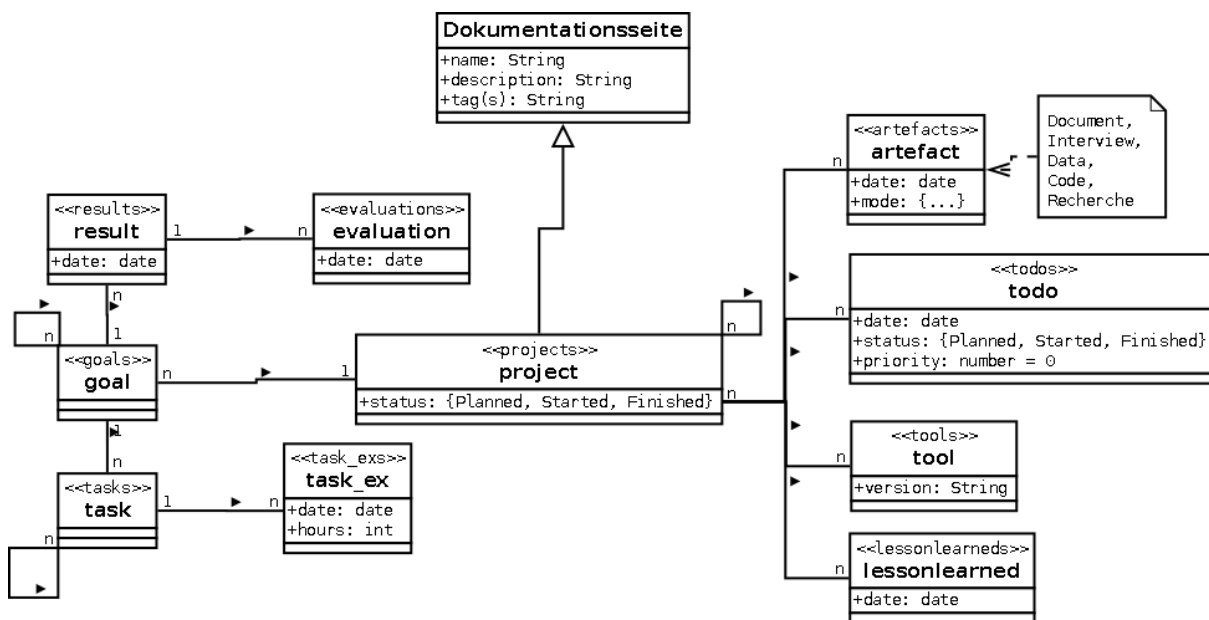 Dokumentationsseite
+name: String
+description: String
+tag(s): String
<<artefacts>>
artefact
+date: date
+mode: {...}
n
Document,
Interview,
Data,
Code,
Recherche
<<results>>
result
+date: date
1
n
<<evaluations>>
evaluation
+date: date
n
1
n
<<goals>>
goal
n
1
<<projects>>
project
+status: {Planned, Started, Finished}
n
n
<<todos>>
todo
+date: date
+status: {Planned, Started, Finished}
+priority: number = 0
n
1
n
<<tasks>>
task
n
1
n
<<task_exs>>
task_ex
+date: date
+hours: int
<<tools>>
tool
+version: String
n
<<lessonlearneds>>
lessonlearned
+date: date
n